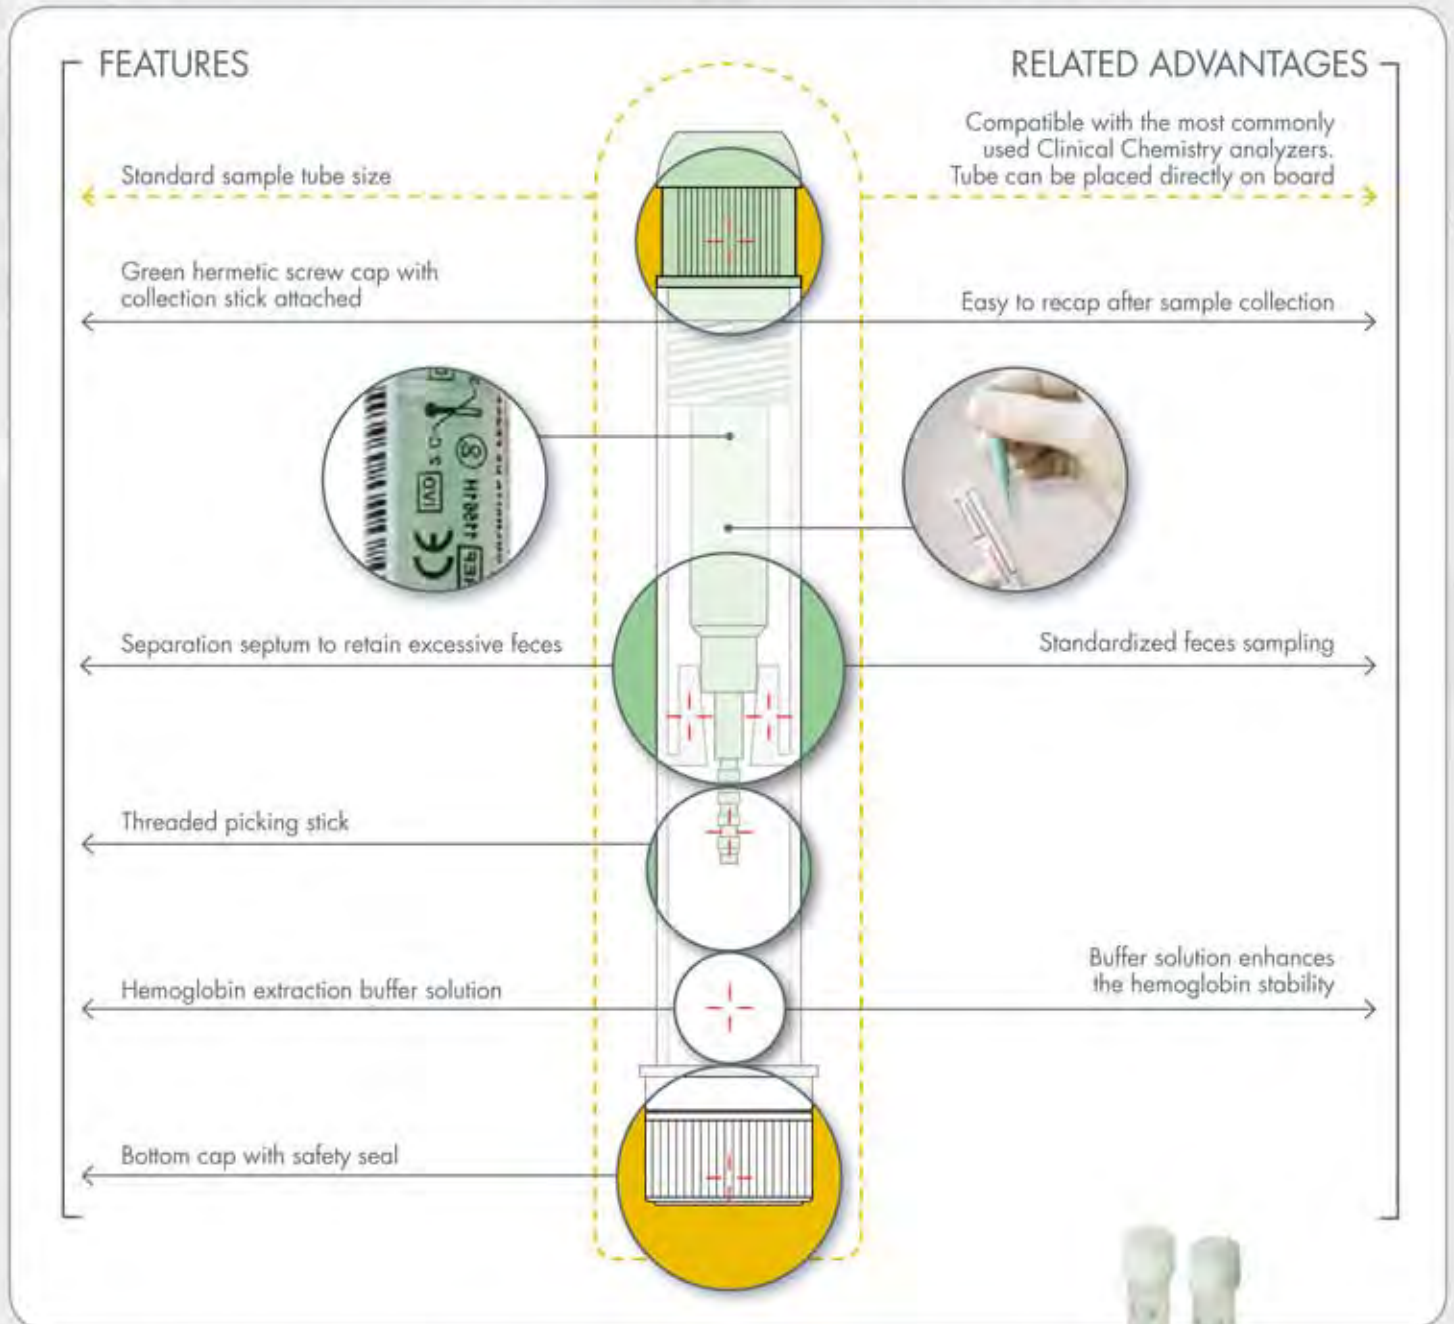 FEATURES
RELATED ADVANTAGES
Standard sample tube size
Compatible with the most commonly
used Clinical Chemistry analyzers.
Tube can be placed directly on board
Green hermetic screw cap with
collection stick attached
Easy to recap after sample collection
CE
IVD
Separation septum to retain excessive feces
Standardized feces sampling
Threaded picking stick
Hemoglobin extraction buffer solution
Buffer solution enhances
the hemoglobin stability
Bottom cap with safety seal